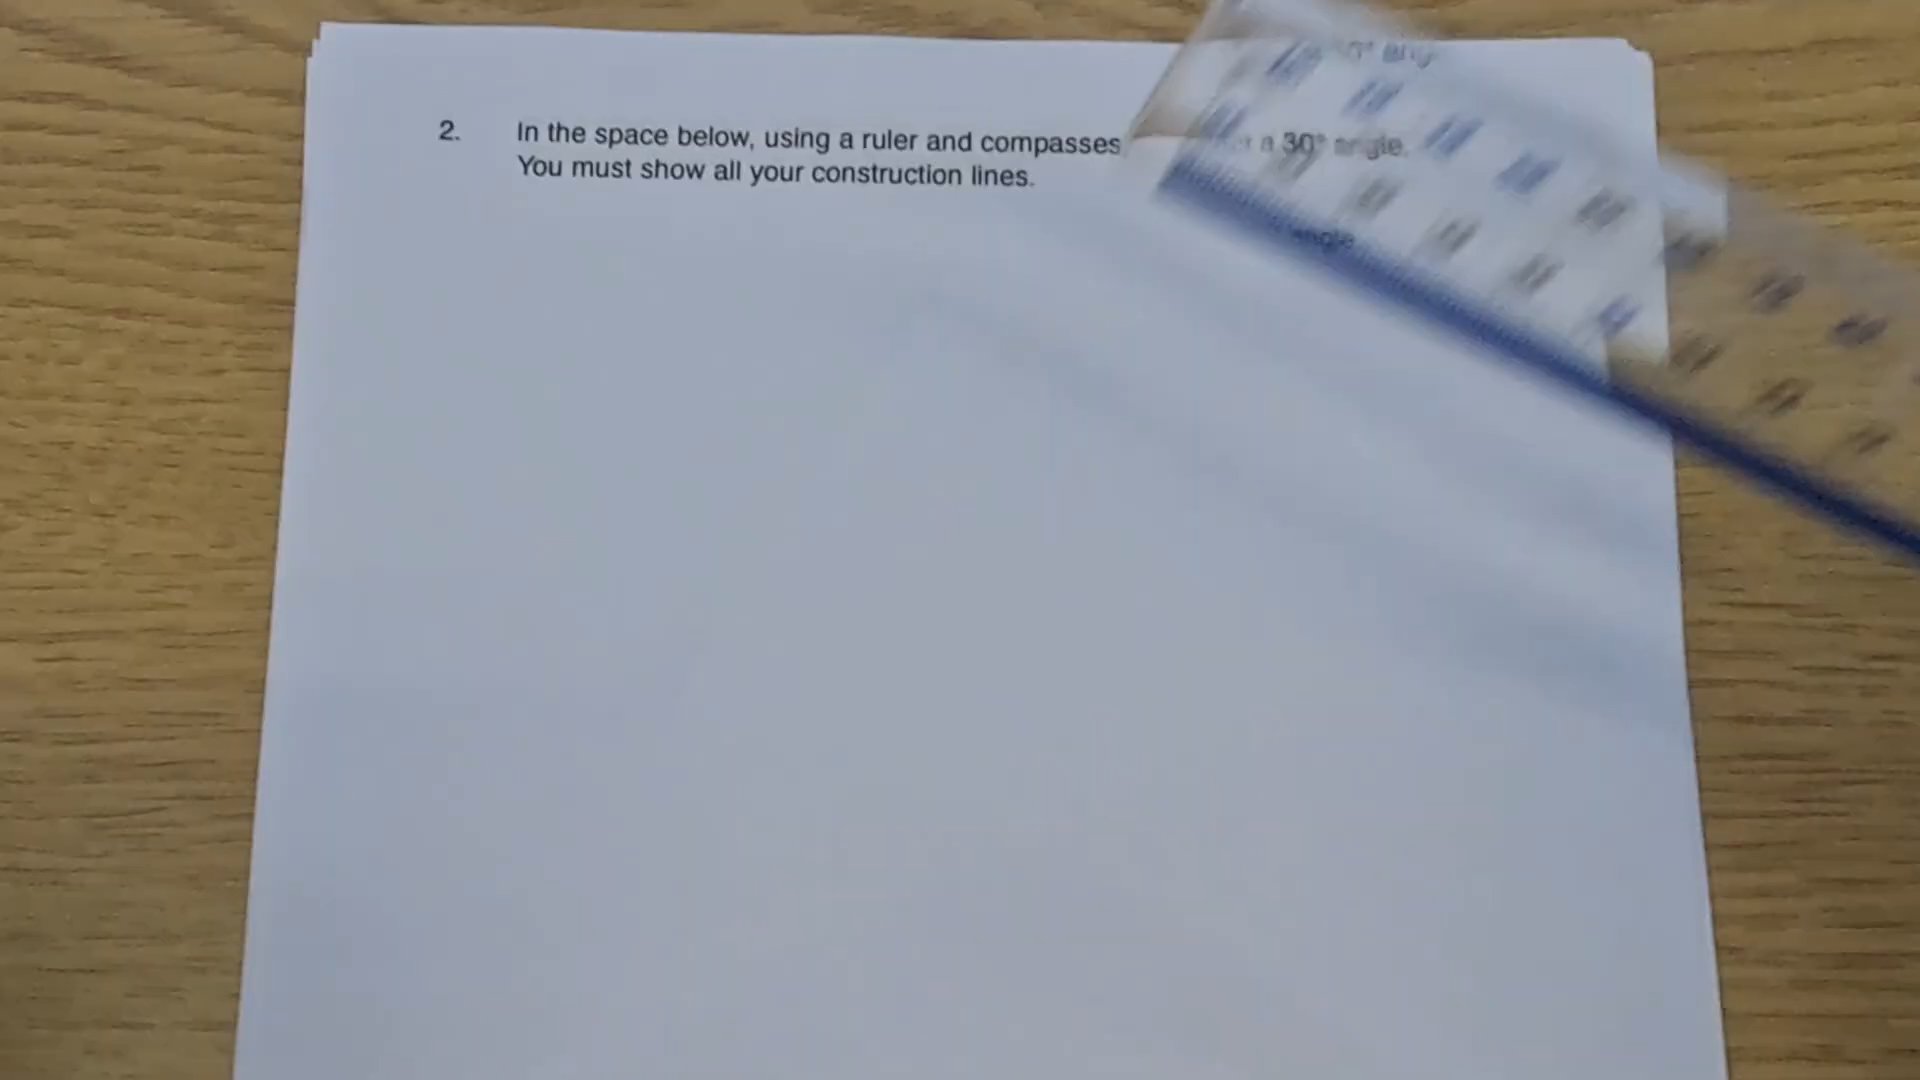 2. In the space below, using a ruler and compasses a 30° angle.
You must show all your construction lines.